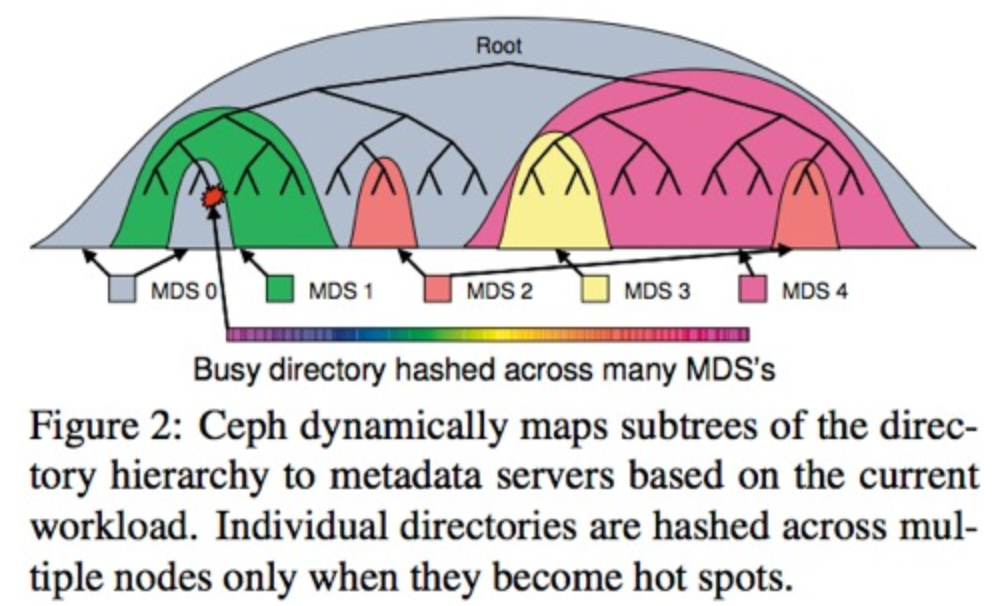 Root
MDS 0 MDS 1 MDS 2 MDS 3 MDS 4
Busy directory hashed across many MDS's
Figure 2: Ceph dynamically maps subtrees of the direc-
tory hierarchy to metadata servers based on the current
workload. Individual directories are hashed across mul-
tiple nodes only when they become hot spots.